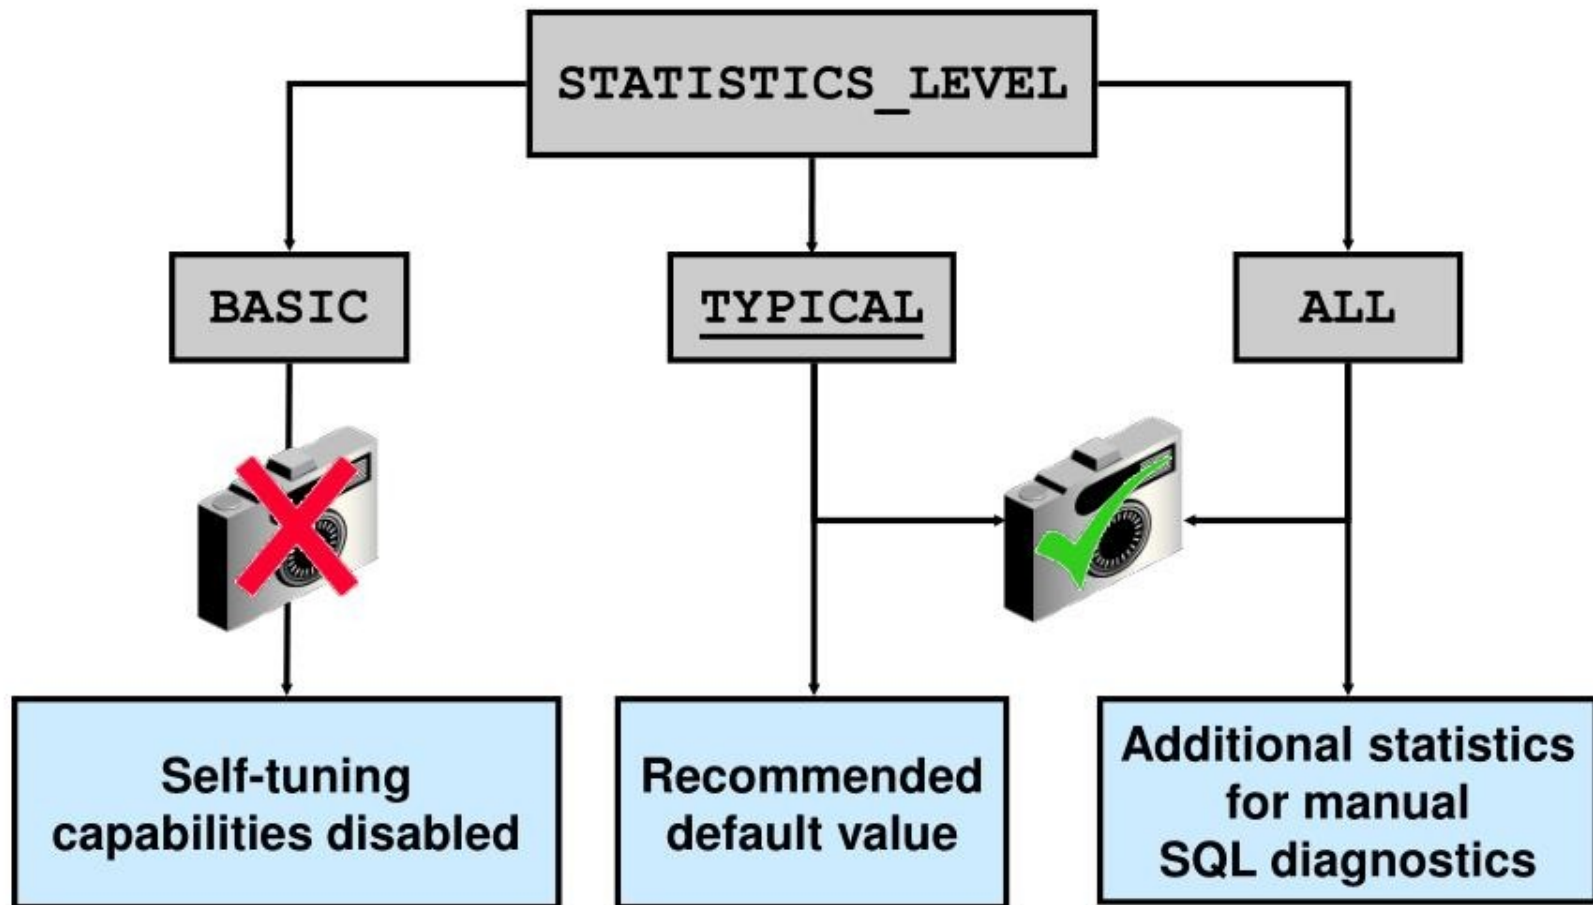 STATISTICS_LEVEL
BASIC
TYPICAL
ALL
Self-tuning
capabilities disabled
Recommended
default value
Additional statistics
for manual
SQL diagnostics